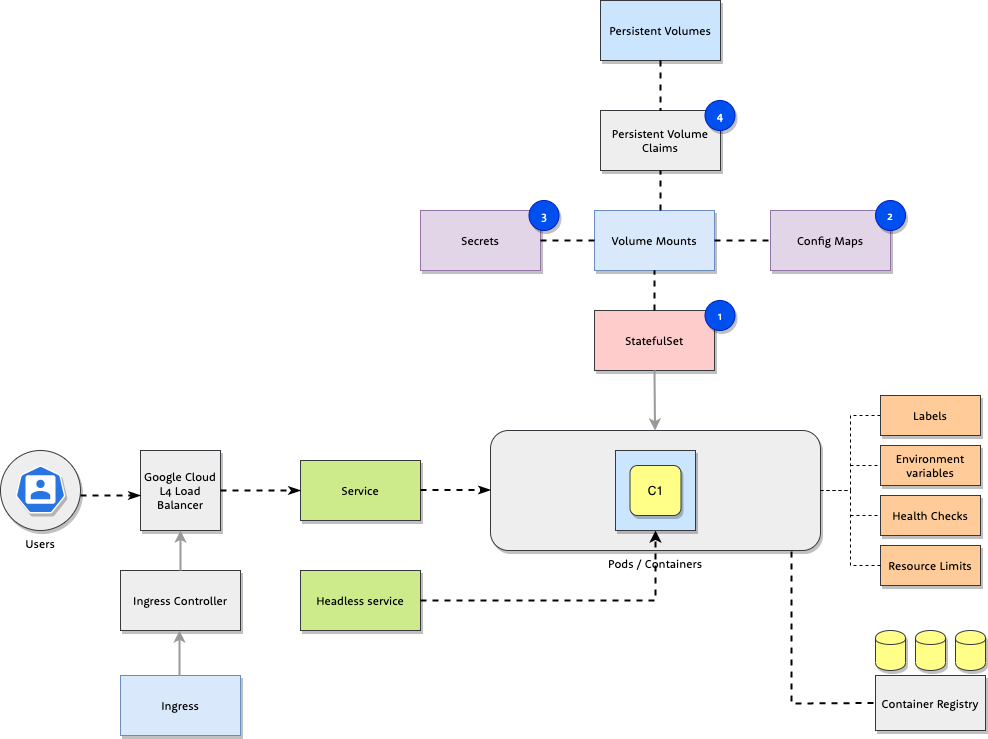 Persistent Volumes
4
Persistent Volume
Claims
3
Secrets
Volume Mounts
2
Config Maps
1
StatefulSet
Labels
Environment
variables
Health Checks
Resource Limits
Google Cloud
L4 Load
Balancer
Service
C1
Users
Pods / Containers
Ingress Controller
Headless service
Ingress
Container Registry